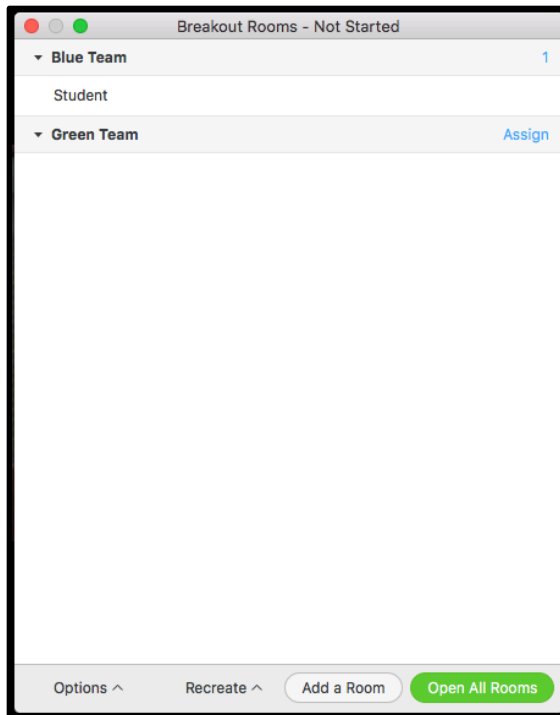 Breakout Rooms - Not Started
Blue Team 1
Student
Green Team Assign
Options Recreate Add a Room Open All Rooms